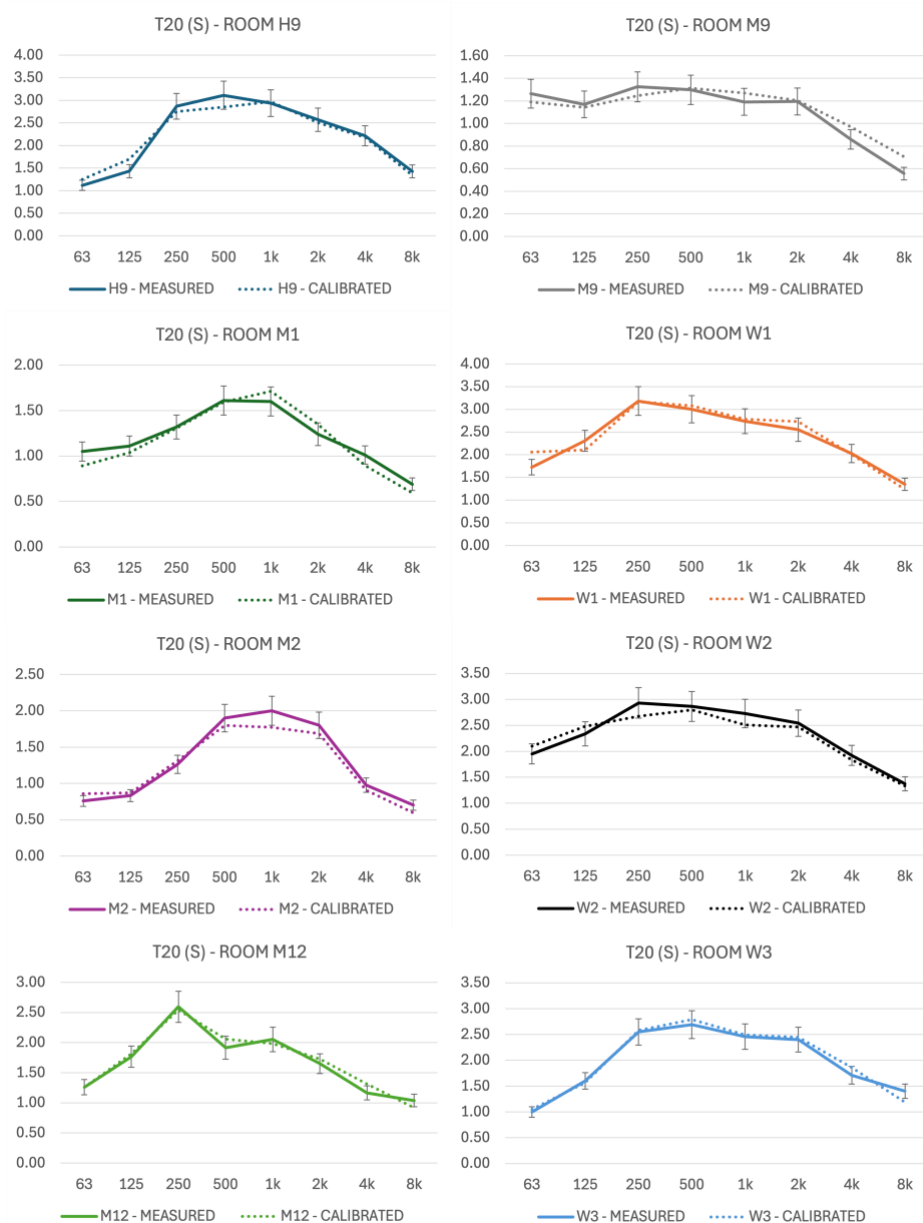 T20 (S) - ROOM H9
4.00
3.50
3.00
2.50
2.00
1.50
1.00
0.50
0.00
63 125 250 500 1k 2k 4k 8k
H9 - MEASURED H9 - CALIBRATED
T20 (S) - ROOM M9
1.60
1.40
1.20
1.00
0.80
0.60
0.40
0.20
0.00
63 125 250 500 1k 2k 4k 8k
M9 - MEASURED M9 - CALIBRATED
T20 (S) - ROOM M1
2.00
1.50
1.00
0.50
0.00
63 125 250 500 1k 2k 4k 8k
M1 - MEASURED M1 - CALIBRATED
T20 (S) - ROOM W1
4.00
3.50
3.00
2.50
2.00
1.50
1.00
0.50
0.00
63 125 250 500 1k 2k 4k 8k
W1 - MEASURED W1 - CALIBRATED
T20 (S) - ROOM M2
2.50
2.00
1.50
1.00
0.50
0.00
63 125 250 500 1k 2k 4k 8k
M2 - MEASURED M2 - CALIBRATED
T20 (S) - ROOM W2
3.50
3.00
2.50
2.00
1.50
1.00
0.50
0.00
63 125 250 500 1k 2k 4k 8k
W2 - MEASURED W2 - CALIBRATED
T20 (S) - ROOM M12
3.00
2.50
2.00
1.50
1.00
0.50
0.00
63 125 250 500 1k 2k 4k 8k
M12 - MEASURED M12 - CALIBRATED
T20 (S) - ROOM W3
3.50
3.00
2.50
2.00
1.50
1.00
0.50
0.00
63 125 250 500 1k 2k 4k 8k
W3 - MEASURED W3 - CALIBRATED